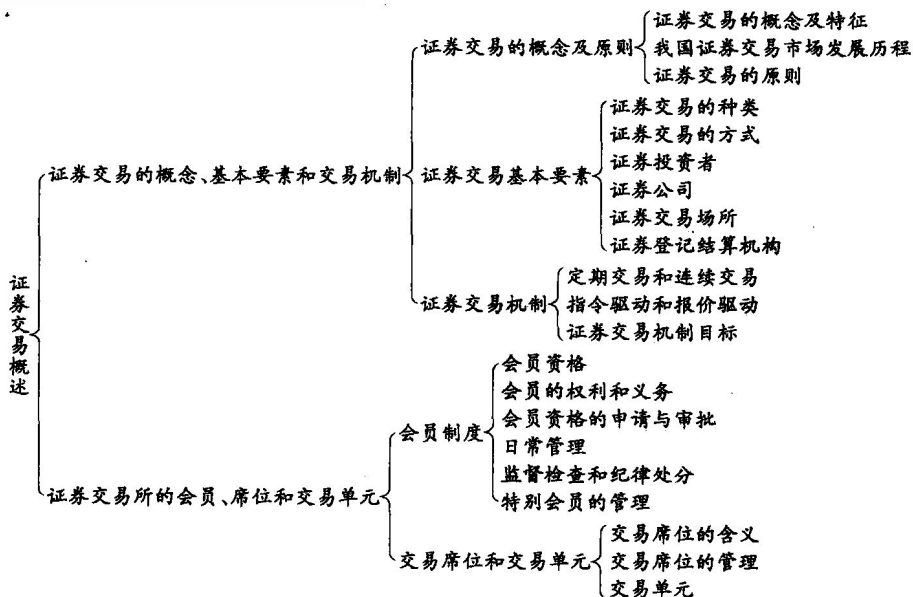 证券交易概述
证券交易的概念、基本要素和交易机制
证券交易的概念及原则
证券交易的概念及特征
我国证券交易市场发展历程
证券交易的原则
证券交易基本要素
证券交易的种类
证券交易的方式
证券投资者
证券公司
证券交易场所
证券登记结算机构
证券交易机制
定期交易和连续交易
指令驱动和报价驱动
证券交易机制目标
证券交易所的会员、席位和交易单元
会员制度
会员资格
会员的权利和义务
会员资格的申请与审批
日常管理
监督检查和纪律处分
特别会员的管理
交易席位和交易单元
交易席位的含义
交易席位的管理
交易单元